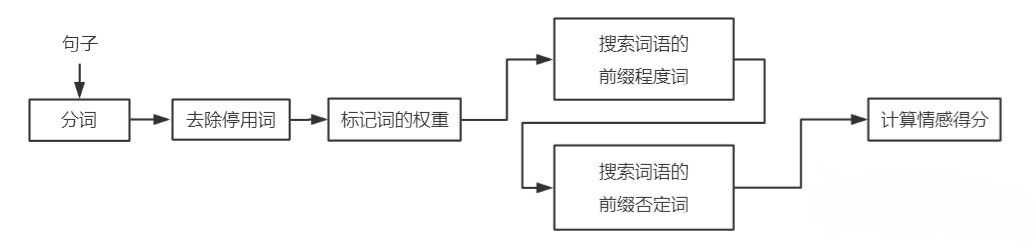 句子
分词
去除停用词
标记词的权重
搜索词语的
前缀程度词
搜索词语的
前缀否定词
计算情感得分